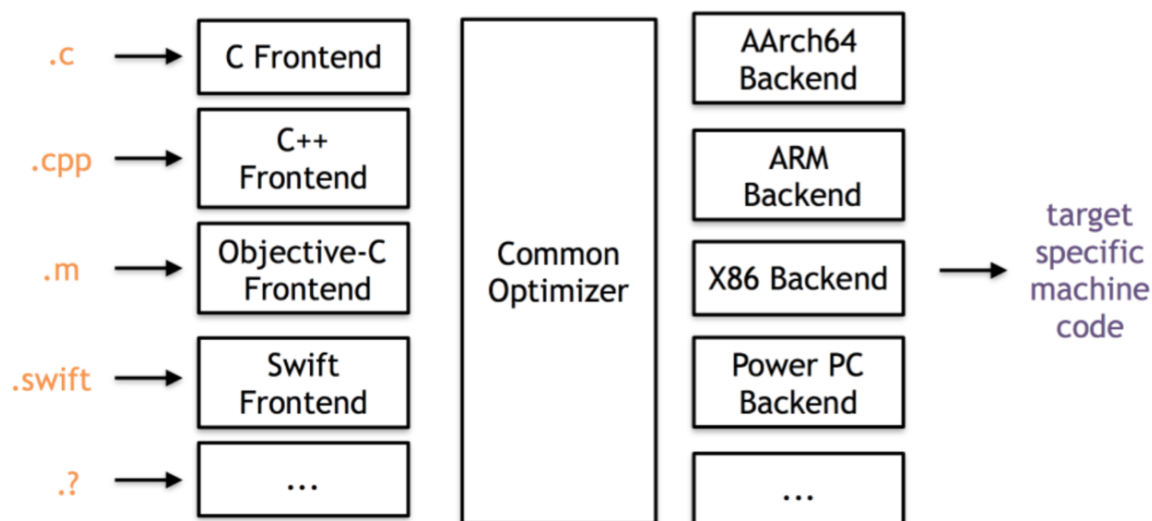 .c
C Frontend
.cpp
C++
Frontend
.m
Objective-C
Frontend
.swift
Swift
Frontend
.?
...
Common
Optimizer
AArch64
Backend
ARM
Backend
X86 Backend
Power PC
Backend
...
target
specific
machine
code